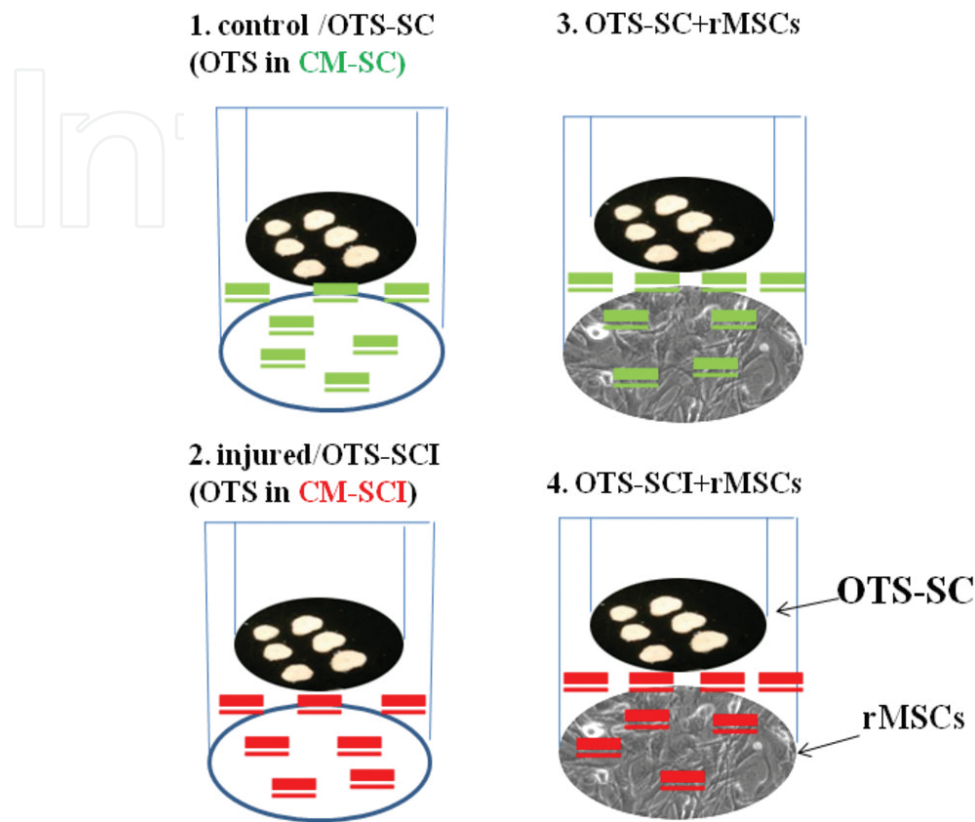 1. control /OTS-SC
(OTS in CM-SC)
3. OTS-SC+rMSCs
2. injured/OTS-SCI
(OTS in CM-SCI)
4. OTS-SCI+rMSCs
OTS-SC
rMSCs